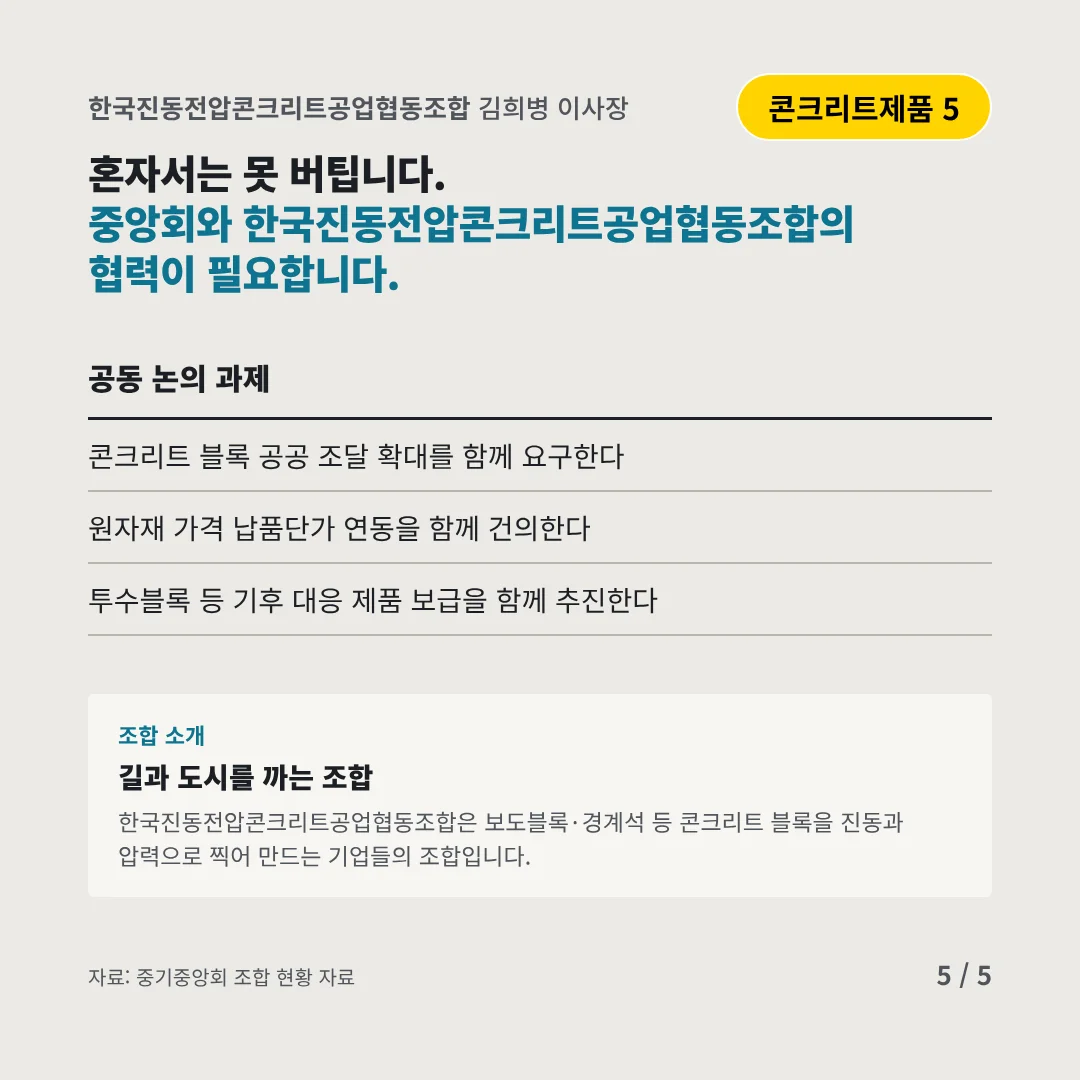 한국진동전압콘크리트공업협동조합 김희병 이사장
콘크리트제품 5
혼자서는 못 버팁니다.
중앙회와 한국진동전압콘크리트공업협동조합의
협력이 필요합니다.
공동 논의 과제
콘크리트 블록 공공 조달 확대를 함께 요구한다
원자재 가격 납품단가 연동을 함께 건의한다
투수블록 등 기후 대응 제품 보급을 함께 추진한다
조합 소개
길과 도시를 까는 조합
한국진동전압콘크리트공업협동조합은 보도블록·경계석 등 콘크리트 블록을 진동과
압력으로 찍어 만드는 기업들의 조합입니다.
자료: 중기중앙회 조합 현황 자료
5 / 5